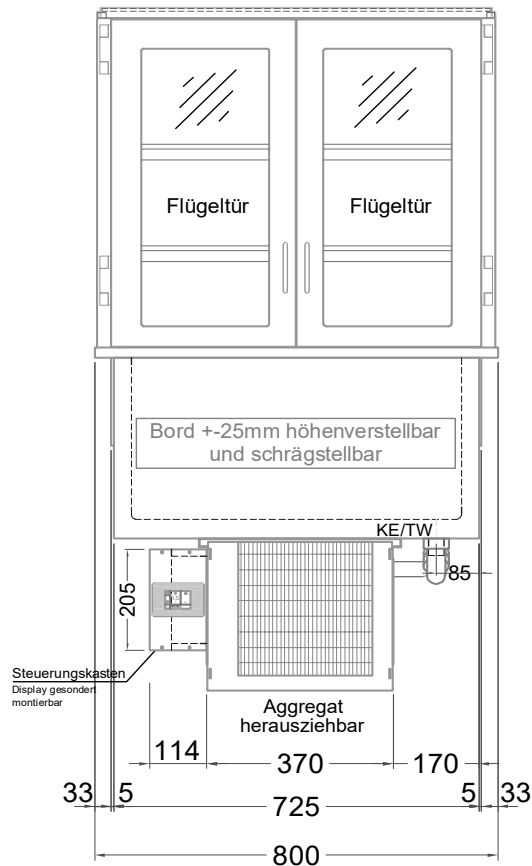 Flügeltür
Flügeltür
Bord +-25mm höhenverstellbar
und schrägstellbar
KE/TW
85
205
Steuerungskasten
Display gesondert
montierbar
Aggregat
herausziehbar
114
370
170
33
5
725
5
33
800